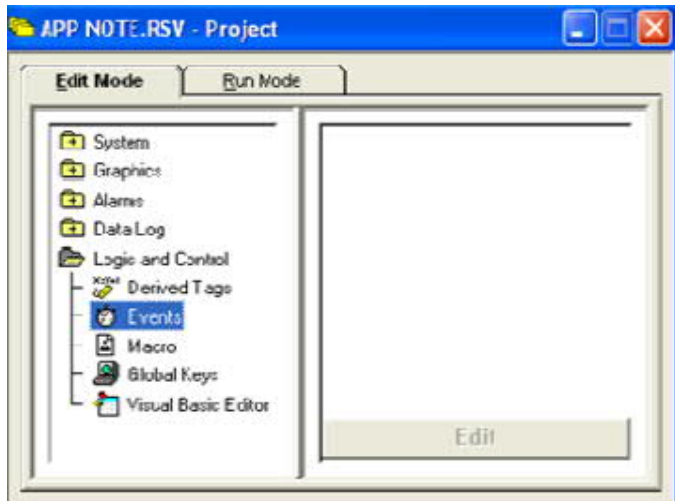 APP NOTE.RSV - Project
Edit Mode
Run Mode
System
Graphics
Alarms
Data Log
Logic and Control
Derived Tags
Events
Macro
Global Keys
Visual Basic Editor
Edit